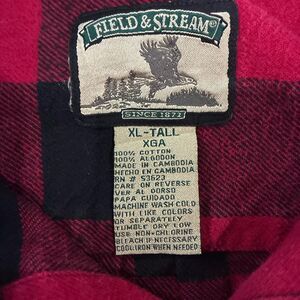 FIELD & STREAM®
SINCE 1871
XL-TALL
XGA
100% COTTON
100% ALGODON
MADE IN CAMBODIA
HECHO EN CAMBODIA
RN # 53623
CARE ON REVERSE
VER AL DORSO
PAPA CUIDADO
MACHINE WASH COLD
WITH LIKE COLORS
OR SEPARATELY
TUMBLE DRY LOW
USE NON-CHLORINE
BLEACH IF NECESSARY
COOL IRON WHEN NEEDED